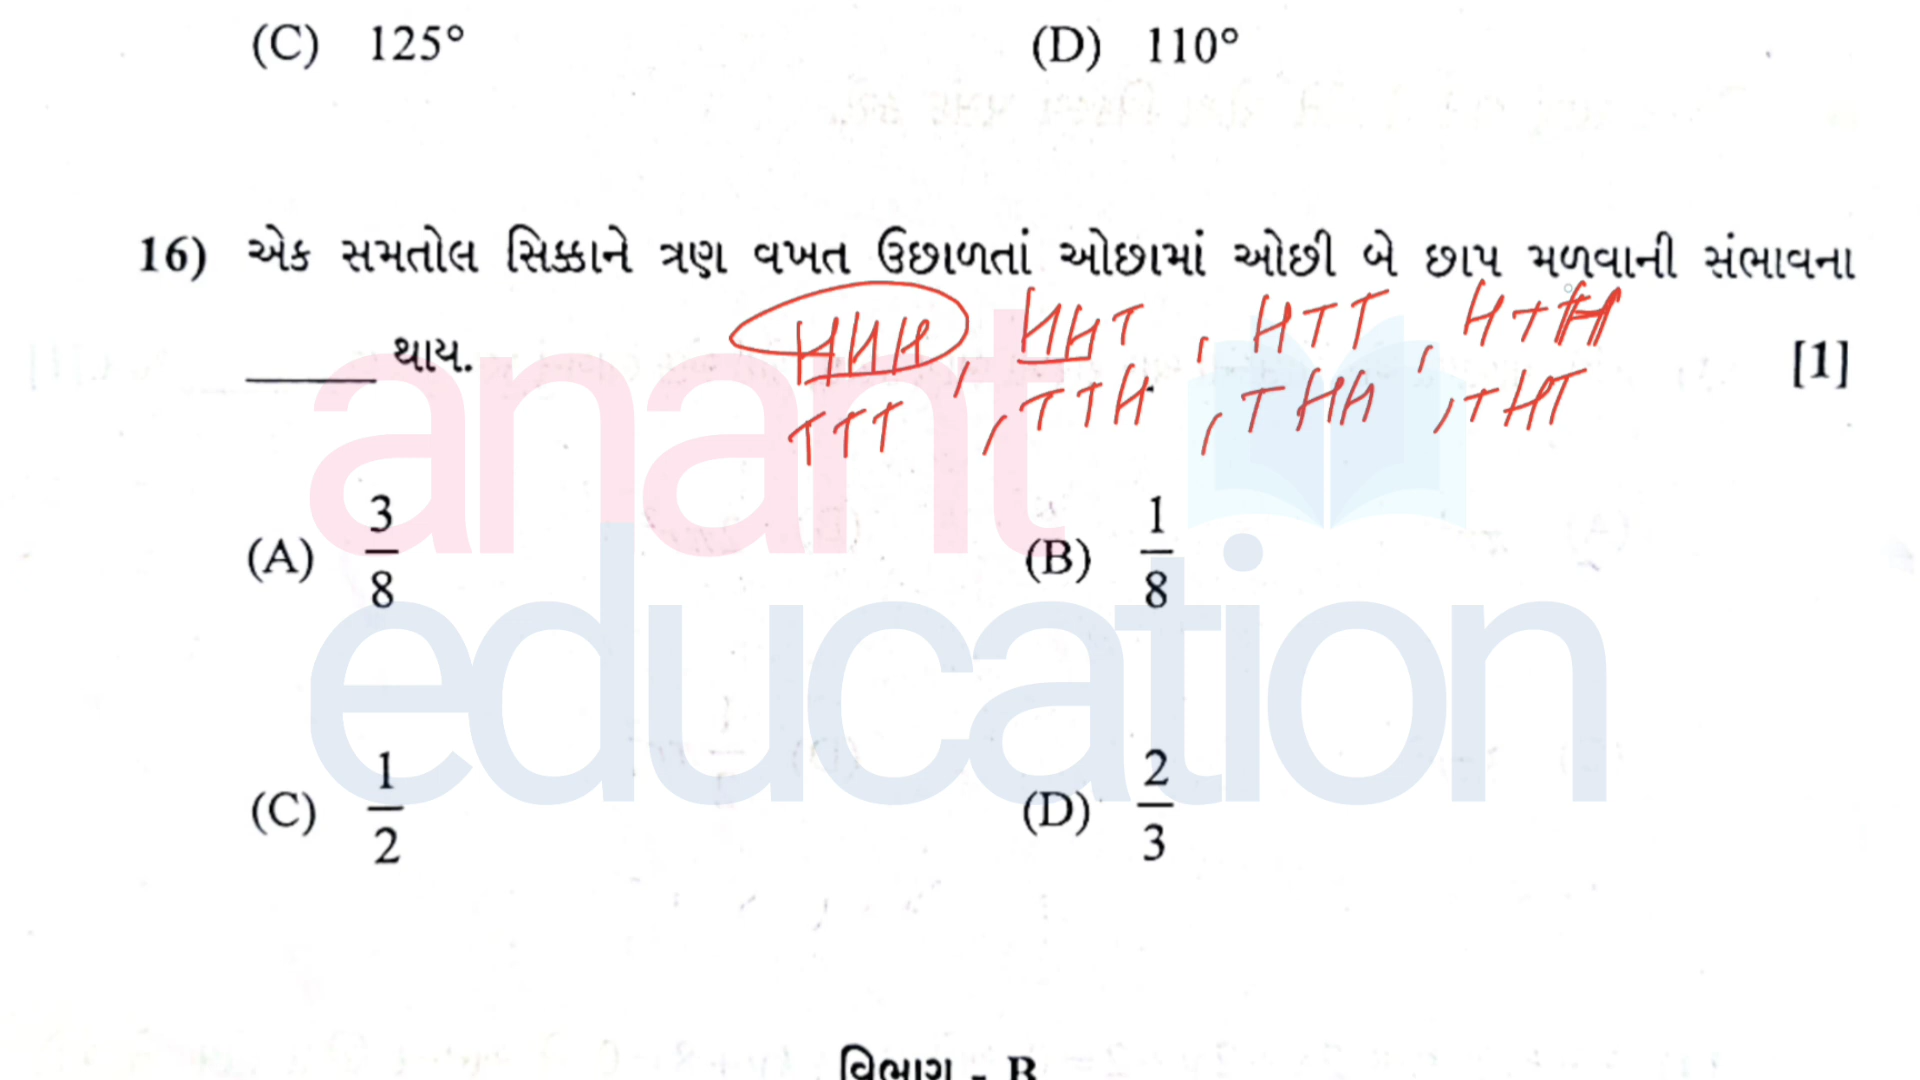 (C) 125° (D) 110°
16) એક સમતોલ સિક્કાને ત્રણ વખત ઉછાળતાં ઓછામાં ઓછી બે છાપ મળવાની સંભાવના
______ થાય. [1]
HHH, HHT, HTT, HTH
TTT, TTH, THH, THT
(A) 3/8 (B) 1/8
(C) 1/2 (D) 2/3
anant
education
વિભાગ - B